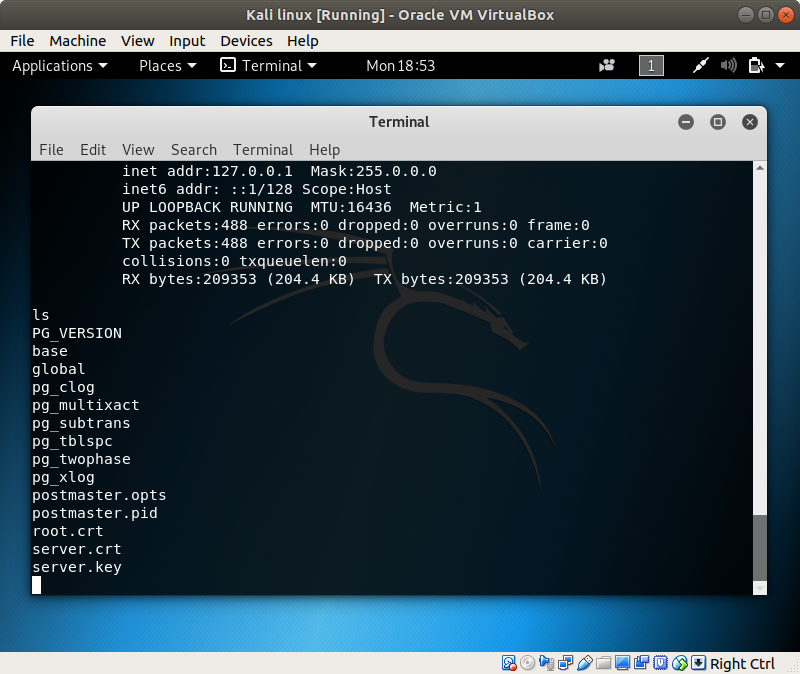 Kali linux [Running] - Oracle VM VirtualBox
File Machine View Input Devices Help
Applications Places Terminal Mon 18:53 1
Terminal
File Edit View Search Terminal Help
inet addr:127.0.0.1  Mask:255.0.0.0
inet6 addr: ::1/128 Scope:Host
UP LOOPBACK RUNNING  MTU:16436  Metric:1
RX packets:488 errors:0 dropped:0 overruns:0 frame:0
TX packets:488 errors:0 dropped:0 overruns:0 carrier:0
collisions:0 txqueuelen:0
RX bytes:209353 (204.4 KB)  TX bytes:209353 (204.4 KB)
ls
PG_VERSION
base
global
pg_clog
pg_multixact
pg_subtrans
pg_tblspc
pg_twophase
pg_xlog
postmaster.opts
postmaster.pid
root.crt
server.crt
server.key
Right Ctrl